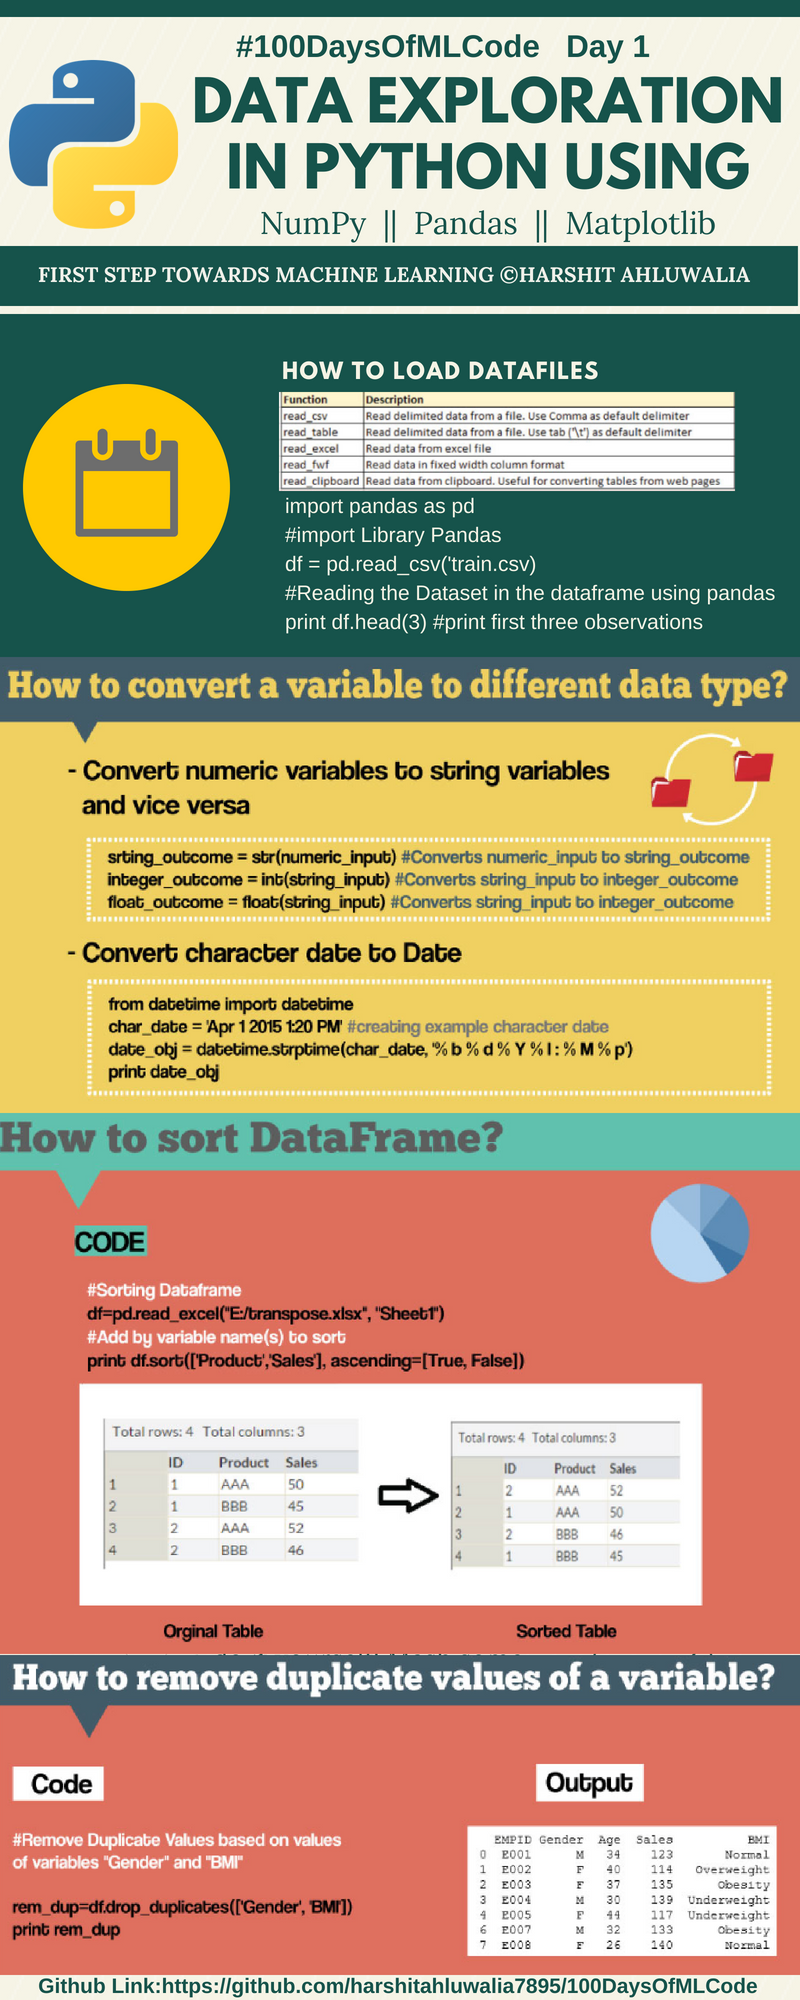 #100DaysOfMLCode Day 1
DATA EXPLORATION
IN PYTHON USING
NumPy || Pandas || Matplotlib
FIRST STEP TOWARDS MACHINE LEARNING ©HARSHIT AHLUWALIA
HOW TO LOAD DATAFILES
Function Description
read_csv Read delimited data from a file. Use Comma as default delimiter
read_table Read delimited data from a file. Use tab ('\t') as default delimiter
read_excel Read data from excel file
read_fwf Read data in fixed width column format
read_clipboard Read data from clipboard. Useful for converting tables from web pages
import pandas as pd
#import Library Pandas
df = pd.read_csv('train.csv)
#Reading the Dataset in the dataframe using pandas
print df.head(3) #print first three observations
How to convert a variable to different data type?
- Convert numeric variables to string variables
and vice versa
srting_outcome = str(numeric_input) #Converts numeric_input to string_outcome
integer_outcome = int(string_input) #Converts string_input to integer_outcome
float_outcome = float(string_input) #Converts string_input to integer_outcome
- Convert character date to Date
from datetime import datetime
char_date = 'Apr 1 2015 1:20 PM' #creating example character date
date_obj = datetime.strptime(char_date, '% b % d % Y % I : % M % p')
print date_obj
How to sort DataFrame?
CODE
#Sorting Dataframe
df=pd.read_excel("E:/transpose.xlsx", "Sheet1")
#Add by variable name(s) to sort
print df.sort(['Product','Sales'], ascending=[True, False])
Total rows: 4 Total columns: 3
ID Product Sales
1 1 AAA 50
2 1 BBB 45
3 2 AAA 52
4 2 BBB 46
Total rows: 4 Total columns: 3
ID Product Sales
1 2 AAA 52
2 1 AAA 50
3 2 BBB 46
4 1 BBB 45
Orginal Table
Sorted Table
How to remove duplicate values of a variable?
Code
#Remove Duplicate Values based on values
of variables "Gender" and "BMI"
rem_dup=df.drop_duplicates(['Gender', 'BMI'])
print rem_dup
Output
EMPID Gender Age Sales BMI
0 E001 M 34 123 Normal
1 E002 F 40 114 Overweight
2 E003 F 37 135 Obesity
3 E004 M 30 139 Underweight
4 E005 F 44 117 Underweight
6 E007 M 32 133 Obesity
7 E008 F 26 140 Normal
Github Link:https://github.com/harshitahluwalia7895/100DaysOfMLCode